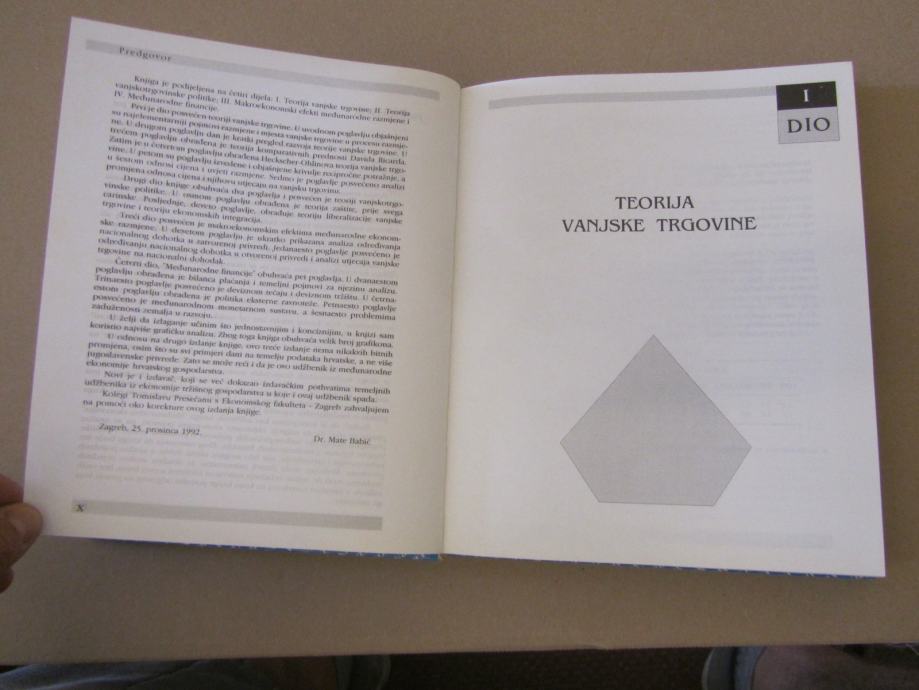 Predgovor
Knjiga je podijeljena na četiri dijela: I. Teorija vanjske trgovine; II. Teorija
vanjskotrgovinske politike; III. Makroekonomski efekti međunarodne razmjene i
IV. Međunarodne financije.
Prvi je dio posvećen teoriji vanjske trgovine. U uvodnom poglavlju objašnjeni
su najelementarniji pojmovi razmjene i mjesta vanjske trgovine u procesu razmje-
ne. U drugom poglavlju dan je kratki pregled razvoja teorije vanjske trgovine. U
trećem poglavlju obrađena je teorija komparativnih prednosti Davida Ricarda.
Zatim je u četvrtom poglavlju obrađena Heckscher-Ohlinova teorija vanjske trgo-
vine. U petom su poglavlju izvedene i objašnjene krivulje recipročne potražnje, a
u šestom odnosi cijena i uvjeti razmjene. Sedmo je poglavlje posvećeno analizi
promjena odnosa cijena i njihovu utjecaju na vanjsku trgovinu.
Drugi dio knjige obuhvaća dva poglavlja i posvećen je teoriji vanjskotrgo-
vinske politike. U osmom poglavlju obrađena je teorija zaštite, prije svega
carinske. Posljednje, deveto poglavlje, obrađuje teoriju liberalizacije vanjske
trgovine i teoriju ekonomskih integracija.
Treći dio posvećen je makroekonomskim efektima međunarodne ekonom-
ske razmjene. U desetom poglavlju je ukratko prikazana analiza određivanja
nacionalnog dohotka u zatvorenoj privredi. Jedanaesto poglavlje posvećeno je
određivanju nacionalnog dohotka u otvorenoj privredi i analizi utjecaja vanjske
trgovine na nacionalni dohodak.
Četvrti dio, "Međunarodne financije" obuhvaća pet poglavlja. U dvanaestom
poglavlju obrađena je bilanca plaćanja i temeljni pojmovi za njezinu analizu.
Trinaesto poglavlje posvećeno je deviznom tečaju i deviznom tržištu. U četrna-
estom poglavlju obrađena je politika eksterne ravnoteže. Petnaesto poglavlje
posvećeno je međunarodnom monetarnom sustavu, a šesnaesto problemima
zaduženosti zemalja u razvoju.
U želji da izlaganje učinim što jednostavnijim i konciznijim, u knjizi sam
koristio najviše grafičku analizu. Zbog toga knjiga obuhvaća velik broj grafikona.
U odnosu na drugo izdanje knjige, ovo treće izdanje nema nikakvih bitnih
promjena, osim što su svi primjeri dani na temelju podataka hrvatske, a ne više
jugoslavenske privrede. Zato se može reći i da je ovo udžbenik iz međunarodne
ekonomije hrvatskog gospodarstva.
Novi je i izdavač, koji se već dokazao izdavačkim pothvatima temeljnih
udžbenika iz ekonomije tržišnog gospodarstva u koje i ovaj udžbenik spada.
Kolegi Tomislavu Presečanu s Ekonomskog fakulteta - Zagreb zahvaljujem
na pomoći oko korekture ovog izdanja knjige.
Zagreb, 25. prosinca 1992.
Dr. Mate Babić
X
I
DIO
TEORIJA
VANJSKE TRGOVINE